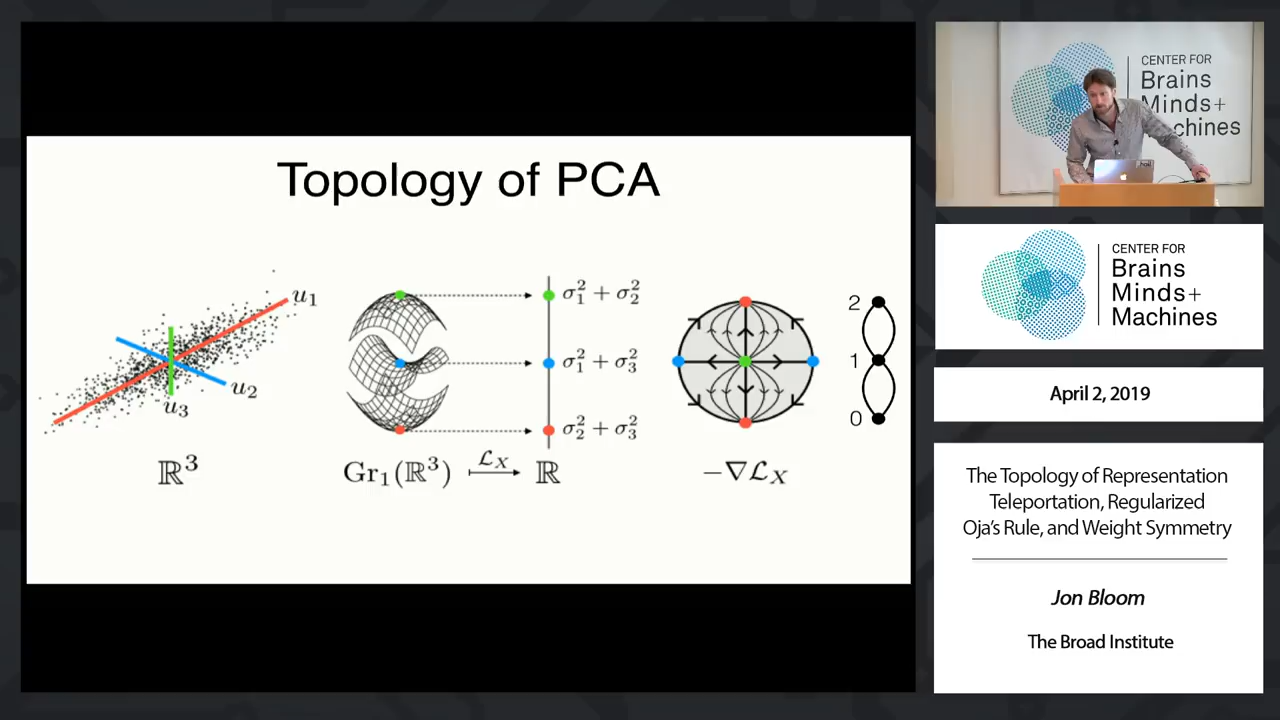 Topology of PCA
u₁
u₂
u₃
ℝ³
σ₁² + σ₂²
σ₁² + σ₃²
σ₂² + σ₃²
Gr₁(ℝ³) ⟼ ℝ
ℒ_X
−∇ℒ_X
2
1
0
CENTER FOR
Brains
Minds+
Machines
CENTER FOR
Brains
Minds+
Machines
April 2, 2019
The Topology of Representation
Teleportation, Regularized
Oja's Rule, and Weight Symmetry
Jon Bloom
The Broad Institute